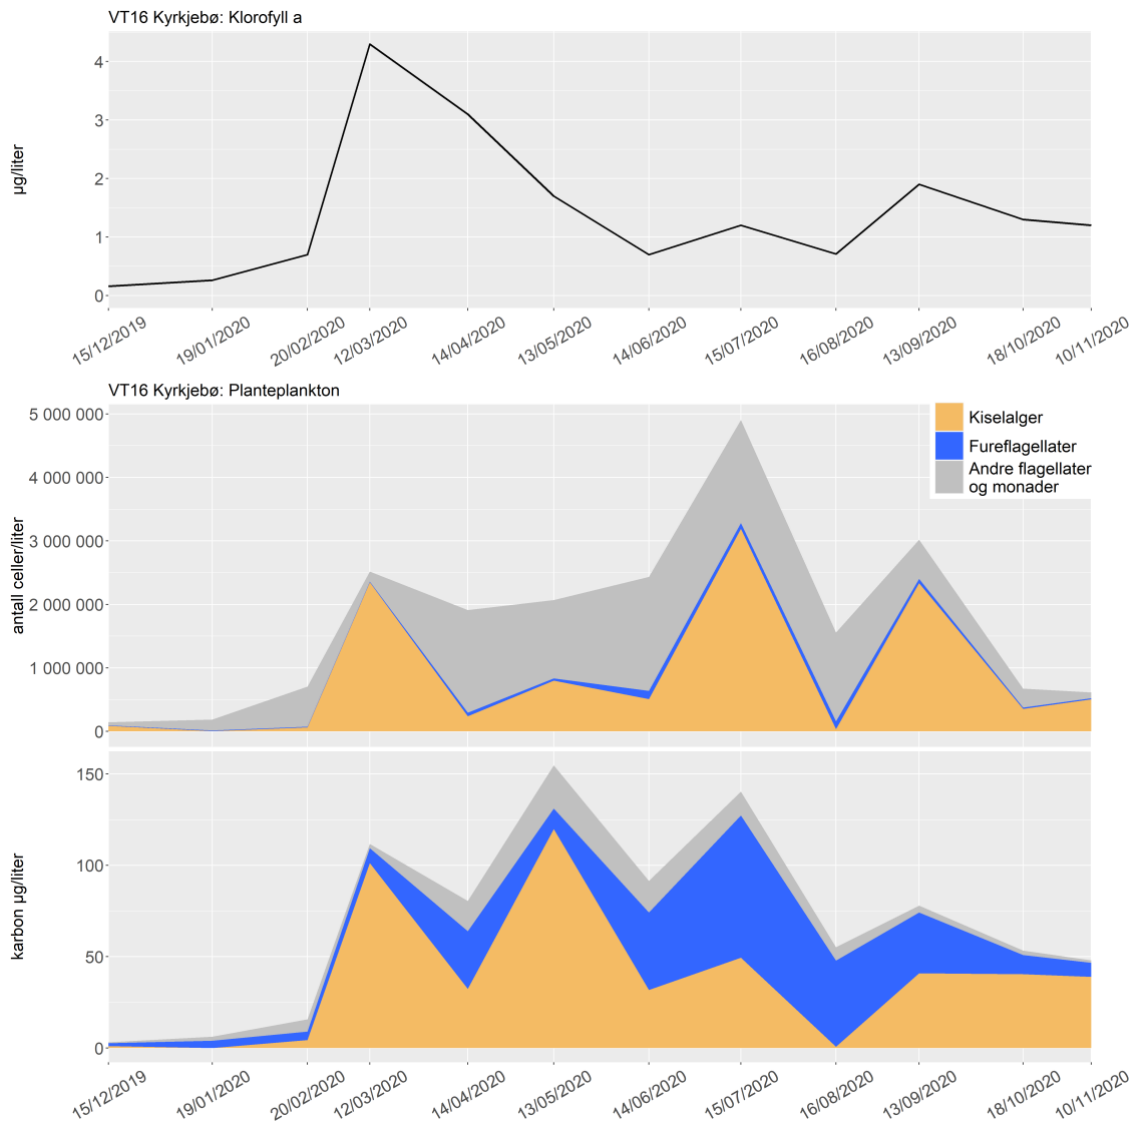 VT16 Kyrkjebø: Klorofyll a
µg/liter
4
3
2
1
0
15/12/2019 19/01/2020 20/02/2020 12/03/2020 14/04/2020 13/05/2020 14/06/2020 15/07/2020 16/08/2020 13/09/2020 18/10/2020 10/11/2020
VT16 Kyrkjebø: Planteplankton
Kiselalger
Fureflagellater
Andre flagellater
og monader
antall celler/liter
5 000 000
4 000 000
3 000 000
2 000 000
1 000 000
0
karbon µg/liter
150
100
50
0
15/12/2019 19/01/2020 20/02/2020 12/03/2020 14/04/2020 13/05/2020 14/06/2020 15/07/2020 16/08/2020 13/09/2020 18/10/2020 10/11/2020